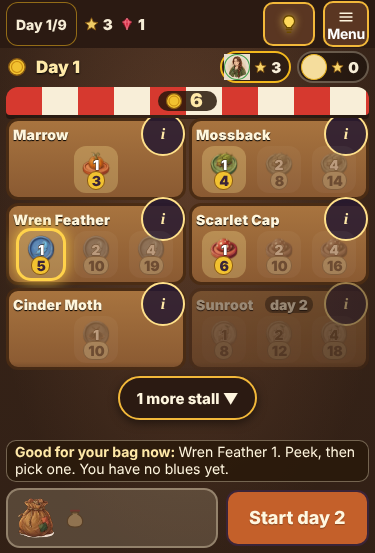 Day 1/9 ★ 3 1
Menu
Day 1 ★ 3 ★ 0
6
Marrow i
1
3
Mossback i
1 2 4
4 8 14
Wren Feather i
1 2 4
5 10 19
Scarlet Cap i
1 2 4
6 10 16
Cinder Moth i
1
10
Sunroot day 2 i
1 2 4
8 12 18
1 more stall ▼
Good for your bag now: Wren Feather 1. Peek, then
pick one. You have no blues yet.
Start day 2